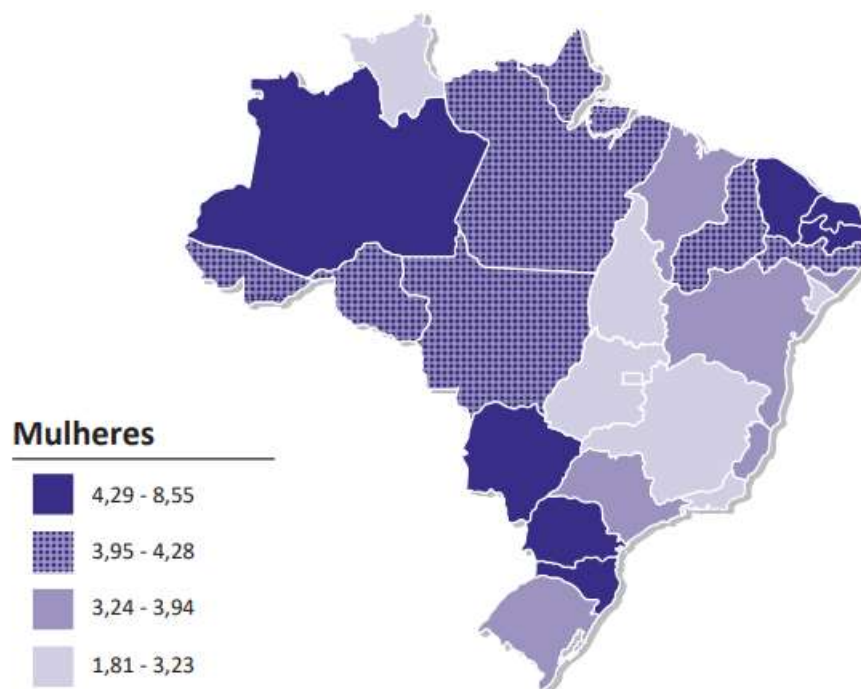 Mulheres
4,29 - 8,55
3,95 - 4,28
3,24 - 3,94
1,81 - 3,23